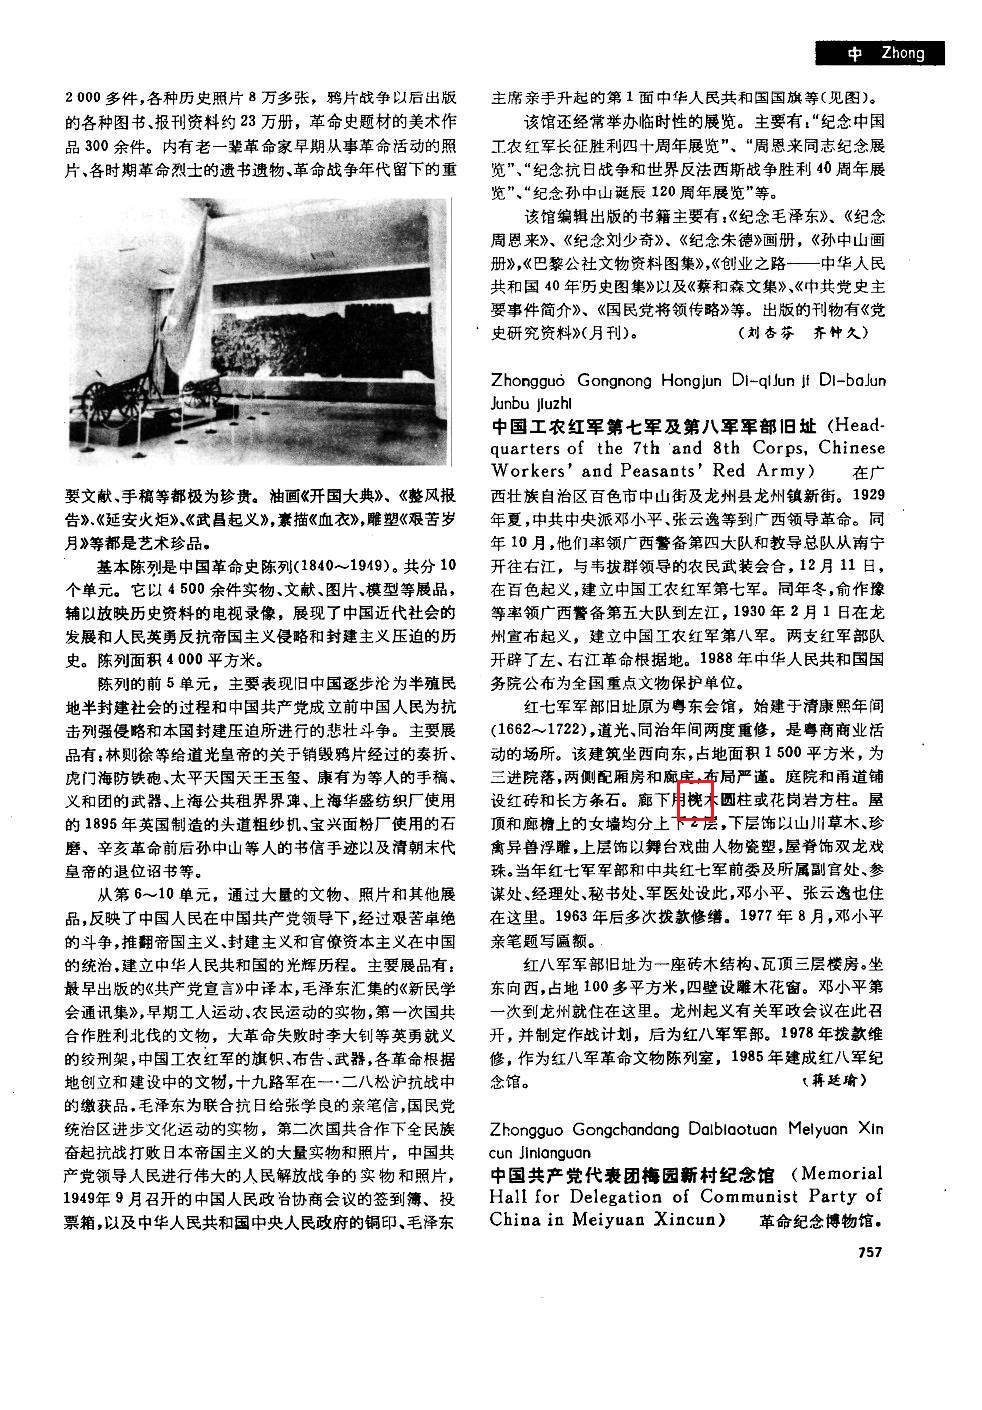 中 Zhong
2 000 多件,各种历史照片 8 万多张，鸦片战争以后出版
的各种图书、报刊资料约 23 万册，革命史题材的美术作
品 300 余件。内有老一辈革命家早期从事革命活动的照
片、各时期革命烈士的遗书遗物、革命战争年代留下的重
要文献、手稿等都极为珍贵。油画《开国大典》、《整风报
告》、《延安火炬》、《武昌起义》,素描《血衣》,雕塑《艰苦岁
月》等都是艺术珍品。
基本陈列是中国革命史陈列(1840～1949)。共分 10
个单元。它以 4 500 余件实物、文献、图片、模型等展品，
辅以放映历史资料的电视录像，展现了中国近代社会的
发展和人民英勇反抗帝国主义侵略和封建主义压迫的历
史。陈列面积 4 000 平方米。
陈列的前 5 单元，主要表现旧中国逐步沦为半殖民
地半封建社会的过程和中国共产党成立前中国人民为抗
击列强侵略和本国封建压迫所进行的悲壮斗争。主要展
品有:林则徐等给道光皇帝的关于销毁鸦片经过的奏折、
虎门海防铁砲、太平天国天王玉玺、康有为等人的手稿、
义和团的武器、上海公共租界界碑、上海华盛纺织厂使用
的 1895 年英国制造的头道粗纱机、宝兴面粉厂使用的石
磨、辛亥革命前后孙中山等人的书信手迹以及清朝末代
皇帝的退位诏书等。
从第 6～10 单元，通过大量的文物、照片和其他展
品,反映了中国人民在中国共产党领导下,经过艰苦卓绝
的斗争,推翻帝国主义、封建主义和官僚资本主义在中国
的统治,建立中华人民共和国的光辉历程。主要展品有:
最早出版的《共产党宣言》中译本,毛泽东汇集的《新民学
会通讯集》,早期工人运动、农民运动的实物,第一次国共
合作胜利北伐的文物，大革命失败时李大钊等英勇就义
的绞刑架,中国工农红军的旗帜、布告、武器,各革命根据
地创立和建设中的文物,十九路军在一·二八松沪抗战中
的缴获品,毛泽东为联合抗日给张学良的亲笔信,国民党
统治区进步文化运动的实物，第二次国共合作下全民族
奋起抗战打败日本帝国主义的大量实物和照片，中国共
产党领导人民进行伟大的人民解放战争的实物和照片，
1949年 9 月召开的中国人民政治协商会议的签到簿、投
票箱,以及中华人民共和国中央人民政府的铜印、毛泽东
主席亲手升起的第 1 面中华人民共和国国旗等(见图)。
该馆还经常举办临时性的展览。主要有:“纪念中国
工农红军长征胜利四十周年展览”、“周恩来同志纪念展
览”、“纪念抗日战争和世界反法西斯战争胜利 40 周年展
览”、“纪念孙中山诞辰 120 周年展览”等。
该馆编辑出版的书籍主要有:《纪念毛泽东》、《纪念
周恩来》、《纪念刘少奇》、《纪念朱德》画册，《孙中山画
册》,《巴黎公社文物资料图集》,《创业之路——中华人民
共和国 40 年历史图集》以及《蔡和森文集》、《中共党史主
要事件简介》、《国民党将领传略》等。出版的刊物有《党
史研究资料》(月刊)。 (刘杏芬 齐钟久)
Zhongguo Gongnong Hongjun Di-qiJun ji Di-baJun
Junbu Jiuzhi
中国工农红军第七军及第八军军部旧址 (Head-
quarters of the 7th and 8th Corps, Chinese
Workers' and Peasants' Red Army) 在广
西壮族自治区百色市中山街及龙州县龙州镇新街。1929
年夏,中共中央派邓小平、张云逸等到广西领导革命。同
年 10 月,他们率领广西警备第四大队和教导总队从南宁
开往右江，与韦拔群领导的农民武装会合，12 月 11 日，
在百色起义,建立中国工农红军第七军。同年冬,俞作豫
等率领广西警备第五大队到左江，1930 年 2 月 1 日在龙
州宣布起义，建立中国工农红军第八军。两支红军部队
开辟了左、右江革命根据地。1988 年中华人民共和国国
务院公布为全国重点文物保护单位。
红七军军部旧址原为粤东会馆，始建于清康熙年间
(1662～1722),道光、同治年间两度重修，是粤商商业活
动的场所。该建筑坐西向东,占地面积 1 500 平方米，为
三进院落,两侧配厢房和廊房,布局严谨。庭院和甬道铺
设红砖和长方条石。廊下用榥木圆柱或花岗岩方柱。屋
顶和廊檐上的女墙均分上下 2 层,下层饰以山川草木、珍
禽异兽浮雕,上层饰以舞台戏曲人物瓷塑,屋脊饰双龙戏
珠。当年红七军军部和中共红七军前委及所属副官处、参
谋处、经理处、秘书处、军医处设此,邓小平、张云逸也住
在这里。1963 年后多次拨款修缮。1977 年 8 月,邓小平
亲笔题写匾额。
红八军军部旧址为一座砖木结构、瓦顶三层楼房。坐
东向西,占地 100 多平方米,四壁设雕木花窗。邓小平第
一次到龙州就住在这里。龙州起义有关军政会议在此召
开，并制定作战计划，后为红八军军部。1978 年拨款维
修，作为红八军革命文物陈列室，1985 年建成红八军纪
念馆。 (蒋廷瑜)
Zhongguo Gongchandang Daibiaotuan Meiyuan Xin
cun Jinianguan
中国共产党代表团梅园新村纪念馆 (Memorial
Hall for Delegation of Communist Party of
China in Meiyuan Xincun) 革命纪念博物馆。
757